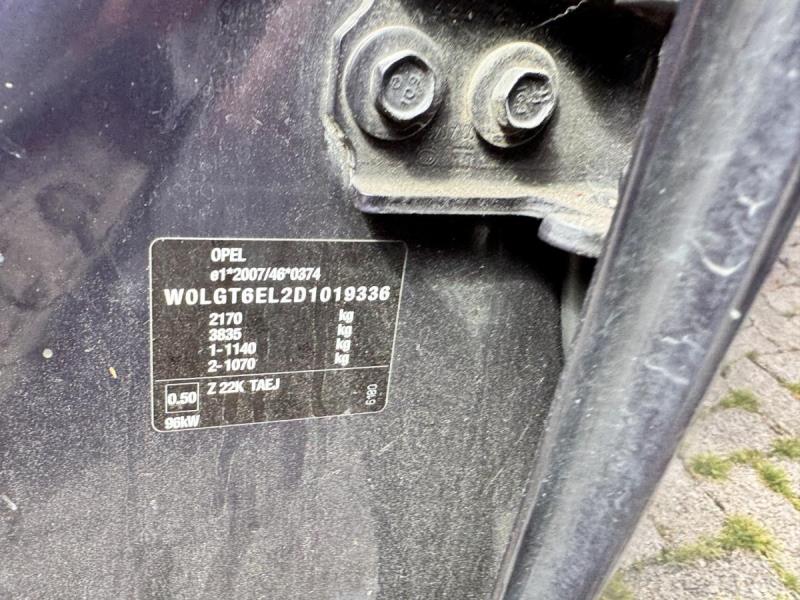 OPEL
e1*2007/46*0374
W0LGT6EL2D1019336
2170 kg
3835 kg
1-1140 kg
2-1070 kg
0.50 Z 22K TAEJ
96kW